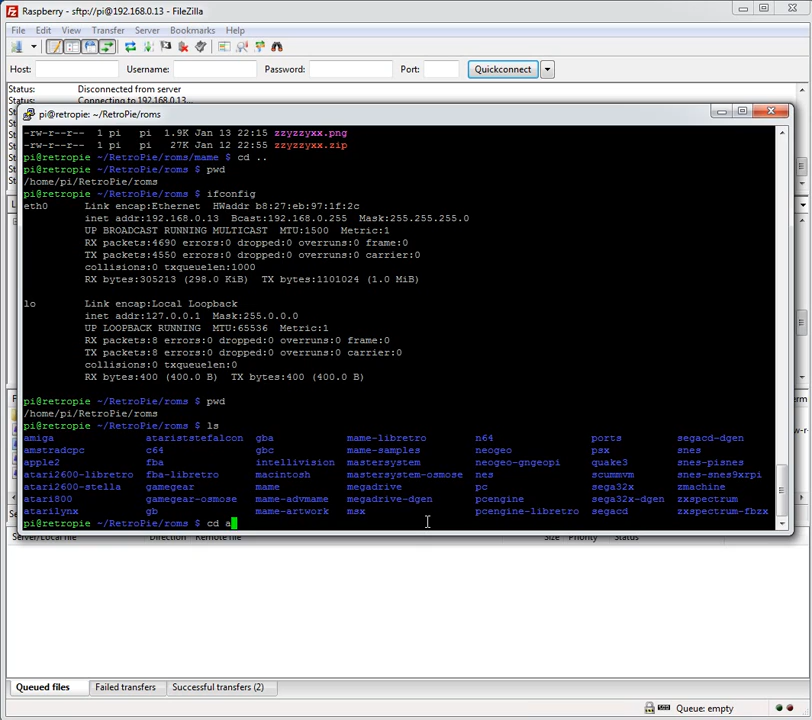 Raspberry - sftp://pi@192.168.0.13 - FileZilla
File Edit View Transfer Server Bookmarks Help
Host: Username: Password: Port: Quickconnect
Status: Disconnected from server
Status: Connecting to 192.168.0.13...
pi@retropie: ~/RetroPie/roms
-rw-r--r-- 1 pi pi 1.9K Jan 13 22:15 zzyzzyxx.png
-rw-r--r-- 1 pi pi 27K Jan 12 22:55 zzyzzyxx.zip
pi@retropie ~/RetroPie/roms/mame $ cd ..
pi@retropie ~/RetroPie/roms $ pwd
/home/pi/RetroPie/roms
pi@retropie ~/RetroPie/roms $ ifconfig
eth0 Link encap:Ethernet HWaddr b8:27:eb:97:1f:2c
inet addr:192.168.0.13 Bcast:192.168.0.255 Mask:255.255.255.0
UP BROADCAST RUNNING MULTICAST MTU:1500 Metric:1
RX packets:4690 errors:0 dropped:0 overruns:0 frame:0
TX packets:4550 errors:0 dropped:0 overruns:0 carrier:0
collisions:0 txqueuelen:1000
RX bytes:305213 (298.0 KiB) TX bytes:1101024 (1.0 MiB)
lo Link encap:Local Loopback
inet addr:127.0.0.1 Mask:255.0.0.0
UP LOOPBACK RUNNING MTU:65536 Metric:1
RX packets:8 errors:0 dropped:0 overruns:0 frame:0
TX packets:8 errors:0 dropped:0 overruns:0 carrier:0
collisions:0 txqueuelen:0
RX bytes:400 (400.0 B) TX bytes:400 (400.0 B)
pi@retropie ~/RetroPie/roms $ pwd
/home/pi/RetroPie/roms
pi@retropie ~/RetroPie/roms $ ls
amiga atariststefalcon gba mame-libretro n64 ports segacd-dgen
amstradcpc c64 gbc mame-samples neogeo psx snes
apple2 fba intellivision mastersystem neogeo-gngeopi quake3 snes-pisnes
atari2600-libretro fba-libretro macintosh mastersystem-osmose nes scummvm snes-snes9xrpi
atari2600-stella gamegear mame megadrive pc sega32x zmachine
atari800 gamegear-osmose mame-advmame megadrive-dgen pcengine sega32x-dgen zxspectrum
atarilynx gb mame-artwork msx pcengine-libretro segacd zxspectrum-fbzx
pi@retropie ~/RetroPie/roms $ cd a
Server/Local file Direction Remote file Size Priority Status
Queued files Failed transfers Successful transfers (2)
Queue: empty